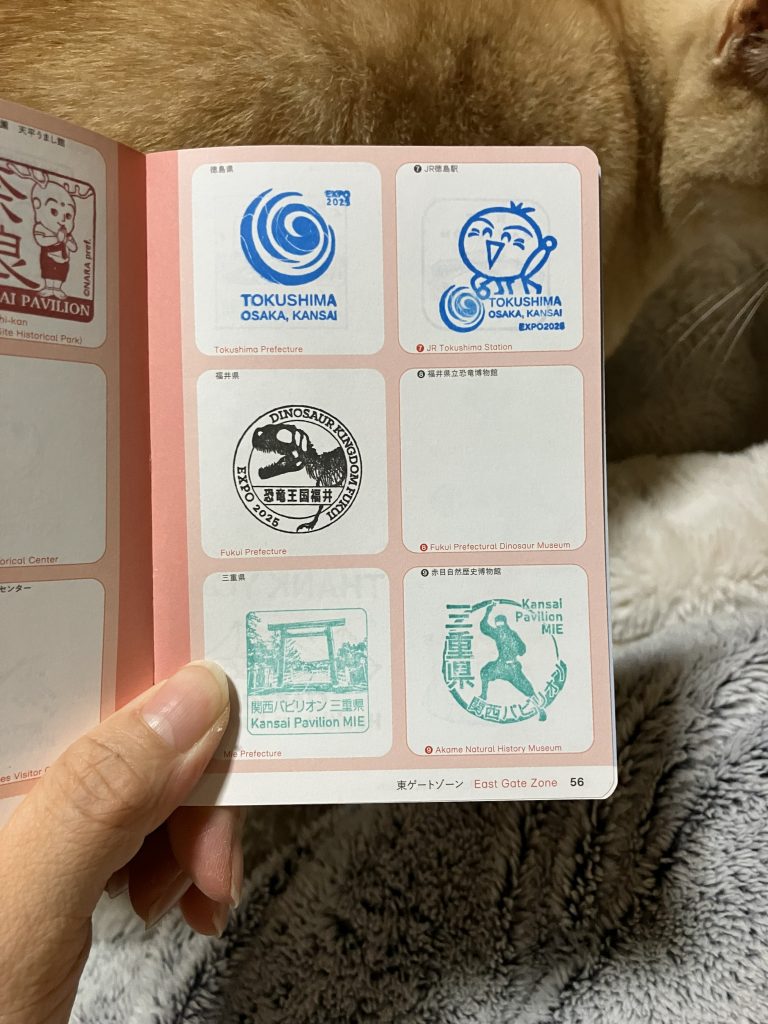 天平うまし館
©NARA pref.
AI PAVILION
hi-kan
Site Historical Park)
orical Center
センター
es Visitor
徳島県
EXPO
2025
TOKUSHIMA
OSAKA, KANSAI
Tokushima Prefecture
❼ JR徳島駅
TOKUSHIMA
OSAKA, KANSAI
EXPO2025
❼ JR Tokushima Station
福井県
DINOSAUR KINGDOM FUKUI
恐竜王国福井
EXPO 2025
Fukui Prefecture
❽ 福井県立恐竜博物館
❽ Fukui Prefectural Dinosaur Museum
三重県
関西パビリオン 三重県
Kansai Pavilion MIE
Mie Prefecture
❾ 赤目自然歴史博物館
Kansai
Pavilion
MIE
三重県
関西パビリオン
❾ Akame Natural History Museum
東ゲートゾーン East Gate Zone 56